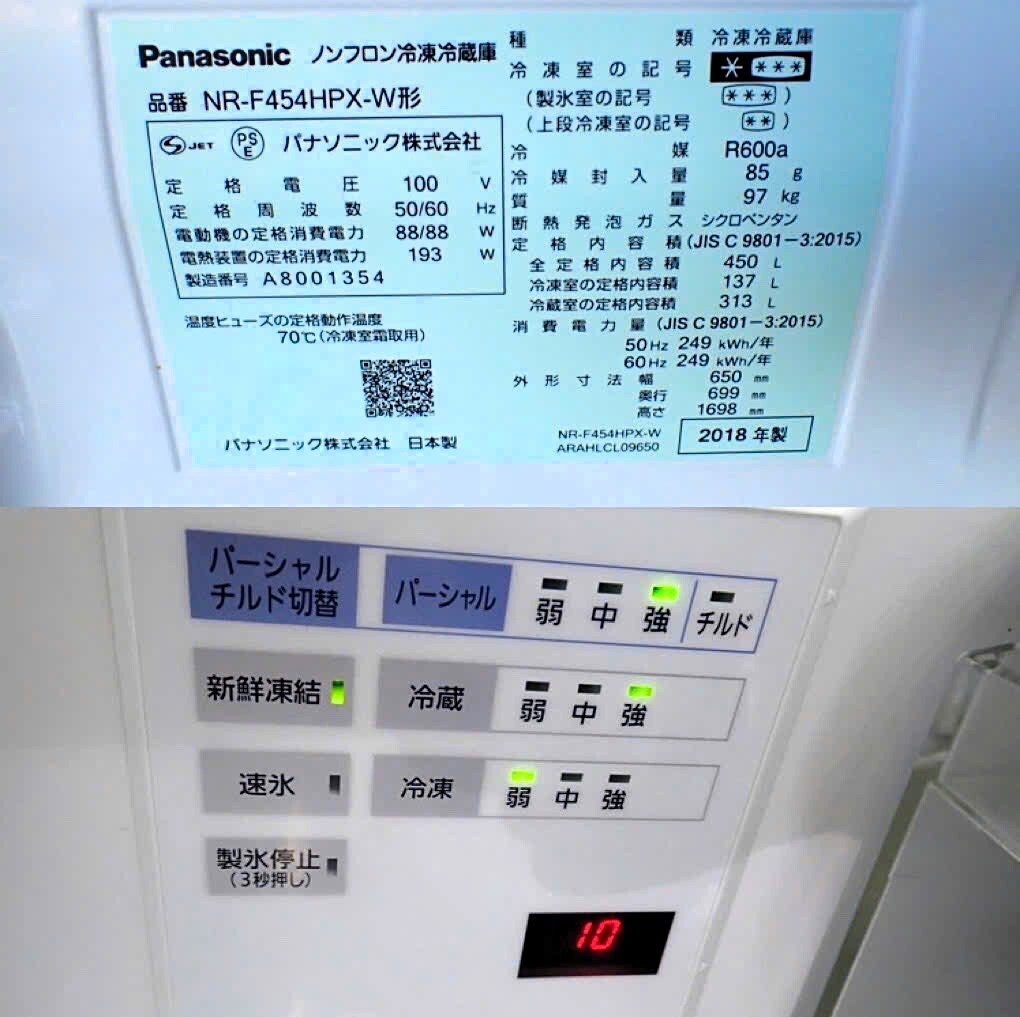 Panasonic ノンフロン冷凍冷蔵庫
品番 NR-F454HPX-W形
JET PSE パナソニック株式会社
定格電圧 100 V
定格周波数 50/60 Hz
電動機の定格消費電力 88/88 W
電熱装置の定格消費電力 193 W
製造番号 A8001354
温度ヒューズの定格動作温度
70℃(冷凍室霜取用)
パナソニック株式会社 日本製
種類 冷凍冷蔵庫
冷凍室の記号 * ***
(製氷室の記号 ***)
(上段冷凍室の記号 **)
冷媒 R600a
冷媒封入量 85 g
質量 97 kg
断熱発泡ガス シクロペンタン
定格内容積(JIS C 9801-3:2015)
全定格内容積 450 L
冷凍室の定格内容積 137 L
冷蔵室の定格内容積 313 L
消費電力量(JIS C 9801-3:2015)
50Hz 249 kWh/年
60Hz 249 kWh/年
外形寸法幅 650 mm
奥行 699 mm
高さ 1698 mm
NR-F454HPX-W
ARAHLCL09650
2018年製
パーシャル
チルド切替
パーシャル 弱 中 強 チルド
新鮮凍結
冷蔵 弱 中 強
速氷
冷凍 弱 中 強
製氷停止
(3秒押し)
10